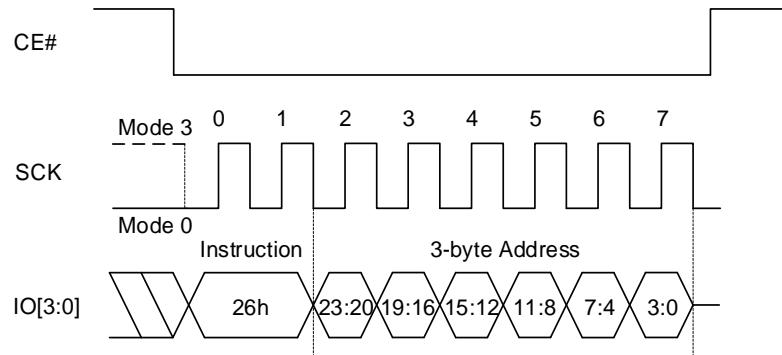 CE#
0 1 2 3 4 5 6 7
Mode 3
SCK
Mode 0
Instruction 3-byte Address
IO[3:0] 26h 23:20 19:16 15:12 11:8 7:4 3:0